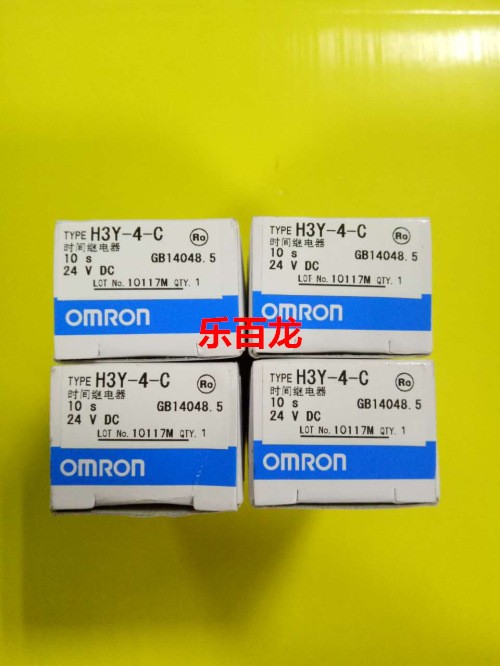 TYPE H3Y-4-C Ro
时间继电器
10 s GB14048.5
24 V DC
LOT No. 10117M QTY. 1
OMRON
TYPE H3Y-4-C Ro
时间继电器
10 s GB14048.5
24 V DC
LOT No. 10117M QTY. 1
OMRON
乐百龙
TYPE H3Y-4-C Ro
时间继电器
10 s GB14048.5
24 V DC
LOT No. 10117M QTY. 1
OMRON
TYPE H3Y-4-C Ro
时间继电器
10 s GB14048.5
24 V DC
LOT No. 10117M QTY. 1
OMRON